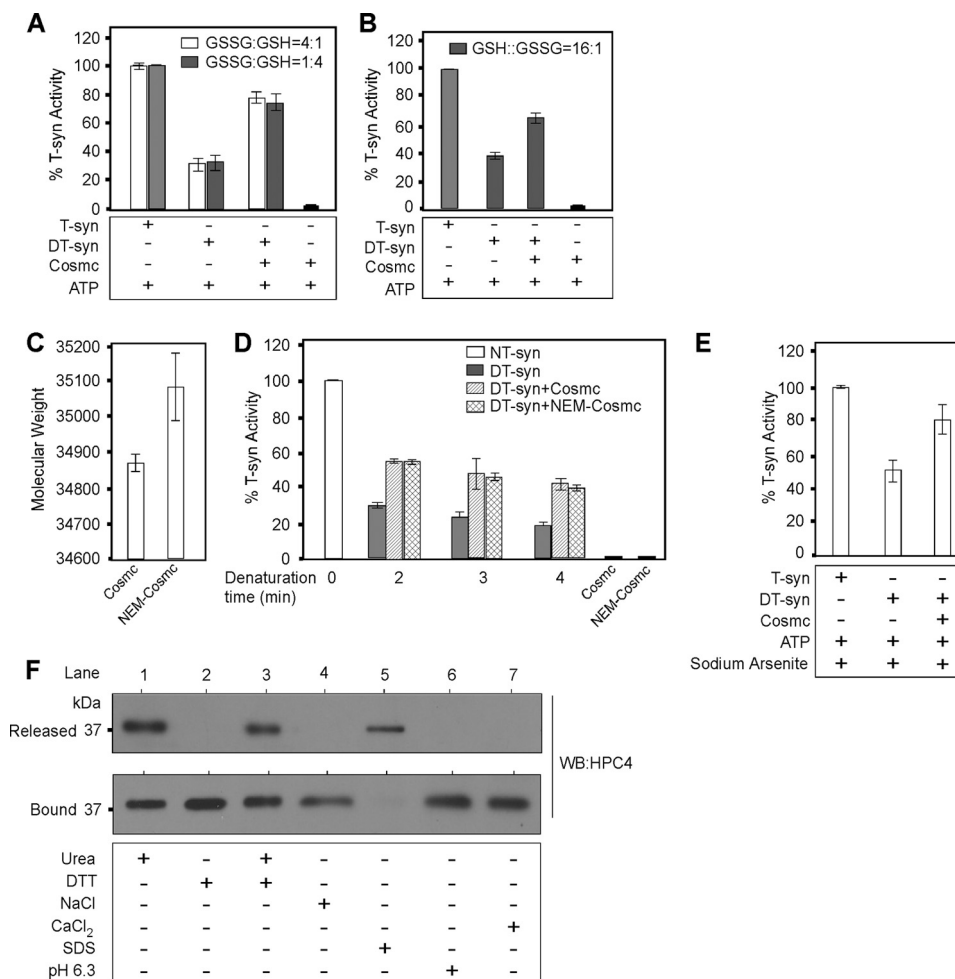 A
% T-syn Activity
120
100
80
60
40
20
0
GSSG:GSH=4:1
GSSG:GSH=1:4
T-syn + - - -
DT-syn - + + -
Cosmc - - + +
ATP + + + +
B
% T-syn Activity
120
100
80
60
40
20
0
GSH::GSSG=16:1
T-syn + - - -
DT-syn - + + -
Cosmc - - + +
ATP + + + +
C
Molecular Weight
35200
35100
35000
34900
34800
34700
34600
Cosmc
NEM-Cosmc
D
% T-syn Activity
120
100
80
60
40
20
0
NT-syn
DT-syn
DT-syn+Cosmc
DT-syn+NEM-Cosmc
Denaturation 0 2 3 4
time (min)
Cosmc
NEM-Cosmc
E
% T-syn Activity
120
100
80
60
40
20
0
T-syn + - -
DT-syn - + +
Cosmc - - +
ATP + + +
Sodium Arsenite + + +
F
Lane 1 2 3 4 5 6 7
kDa
Released 37
Bound 37
WB:HPC4
Urea + - + - - - -
DTT - + + - - - -
NaCl - - - + - - -
CaCl2 - - - - - - +
SDS - - - - + - -
pH 6.3 - - - - - + -